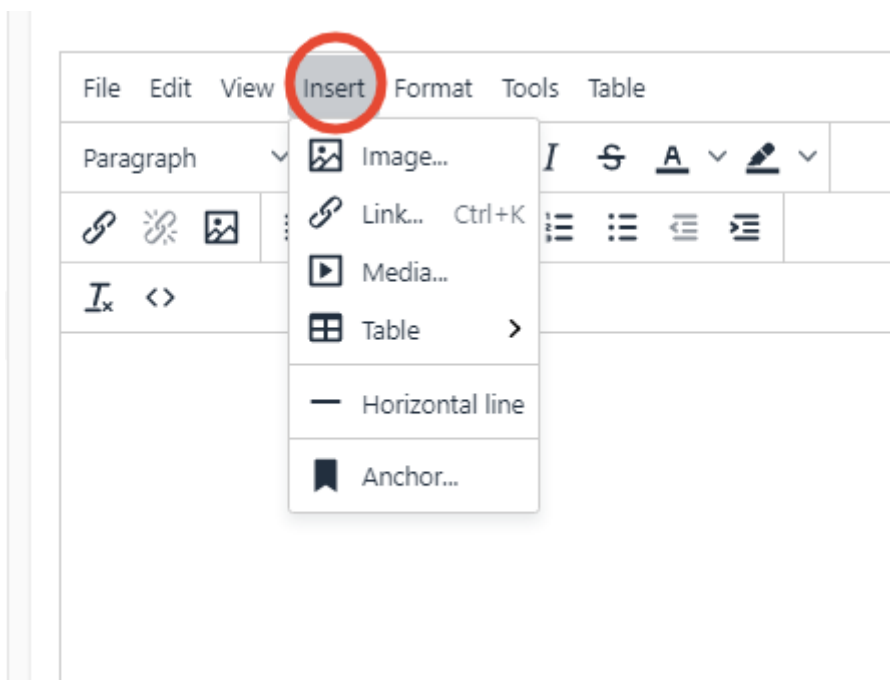 File Edit View Insert Format Tools Table
Paragraph
Image...
Link... Ctrl+K
Media...
Table
Horizontal line
Anchor...